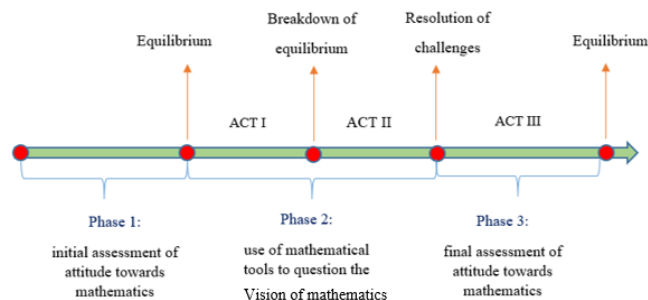 Equilibrium
Breakdown of
equilibrium
Resolution of
challenges
Equilibrium
ACT I
ACT II
ACT III
Phase 1:
initial assessment of
attitude towards
mathematics
Phase 2:
use of mathematical
tools to question the
Vision of mathematics
Phase 3:
final assessment of
attitude towards
mathematics